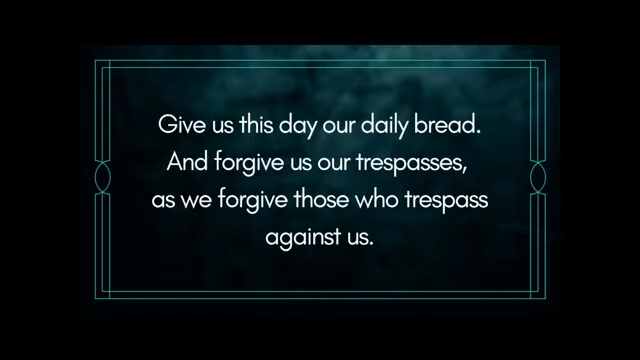 Give us this day our daily bread.
And forgive us our trespasses,
as we forgive those who trespass
against us.